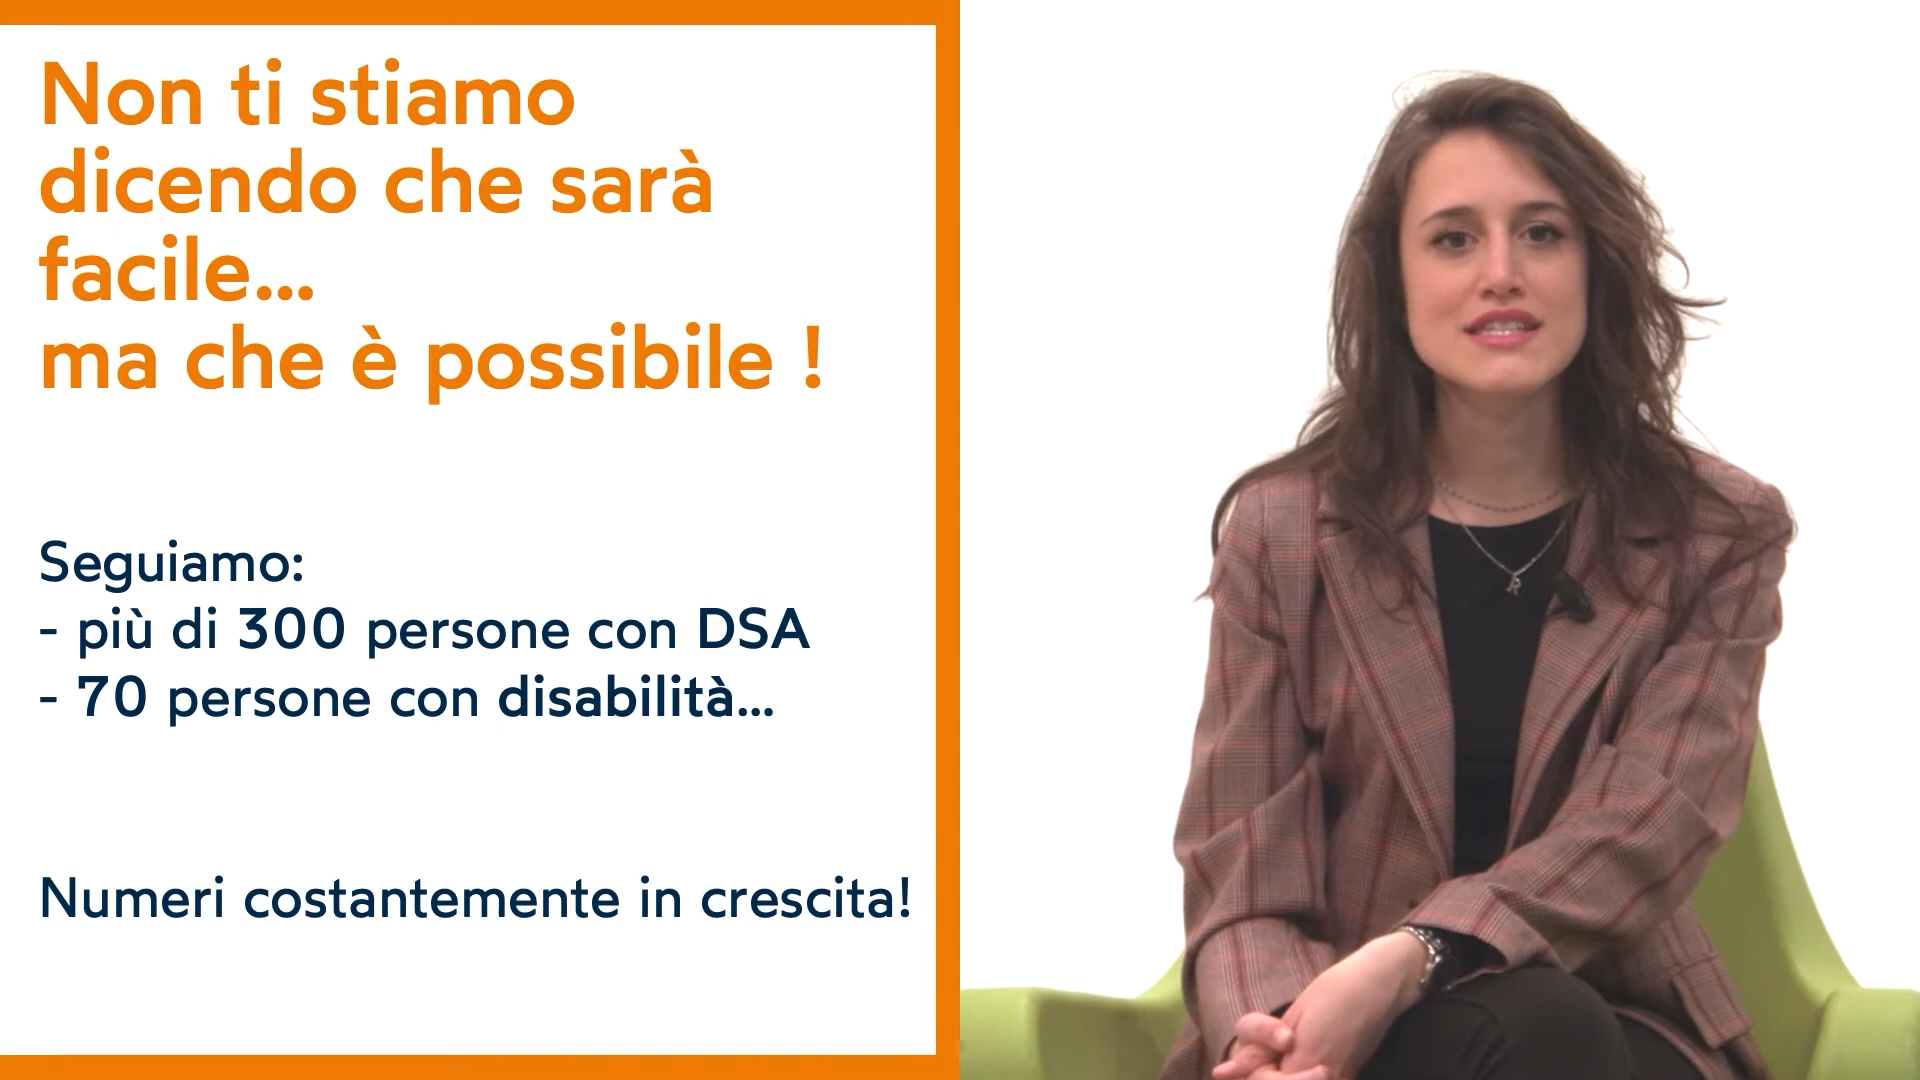 Non ti stiamo
dicendo che sarà
facile...
ma che è possibile !
Seguiamo:
- più di 300 persone con DSA
- 70 persone con disabilità...
Numeri costantemente in crescita!
R